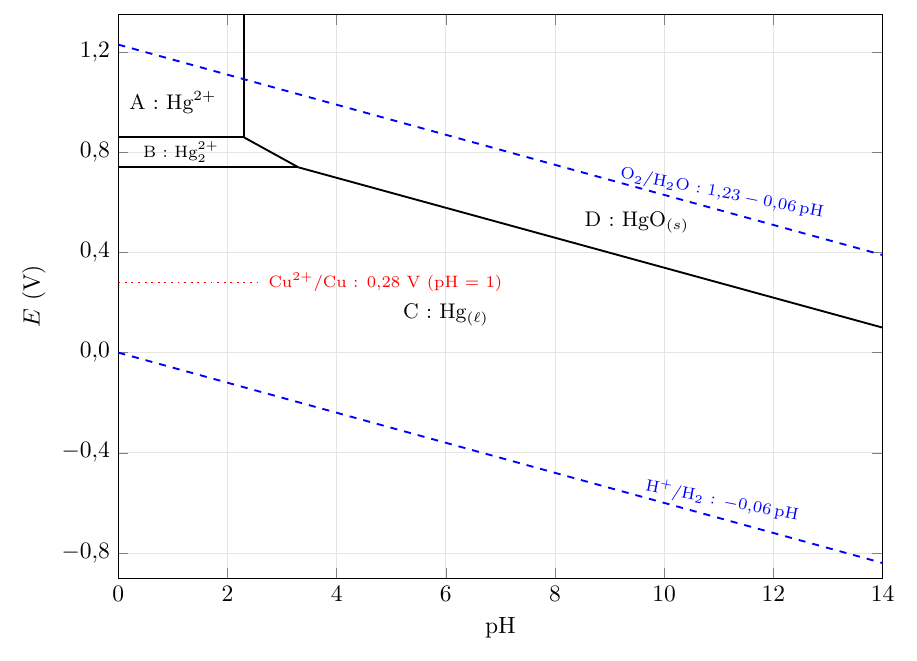 1,2
A : Hg²⁺
B : Hg₂²⁺
0,8
O₂/H₂O : 1,23 − 0,06 pH
D : HgO₍ₛ₎
0,4
Cu²⁺/Cu : 0,28 V (pH = 1)
C : Hg₍ℓ₎
E (V)
0,0
−0,4
H⁺/H₂ : −0,06 pH
−0,8
0 2 4 6 8 10 12 14
pH